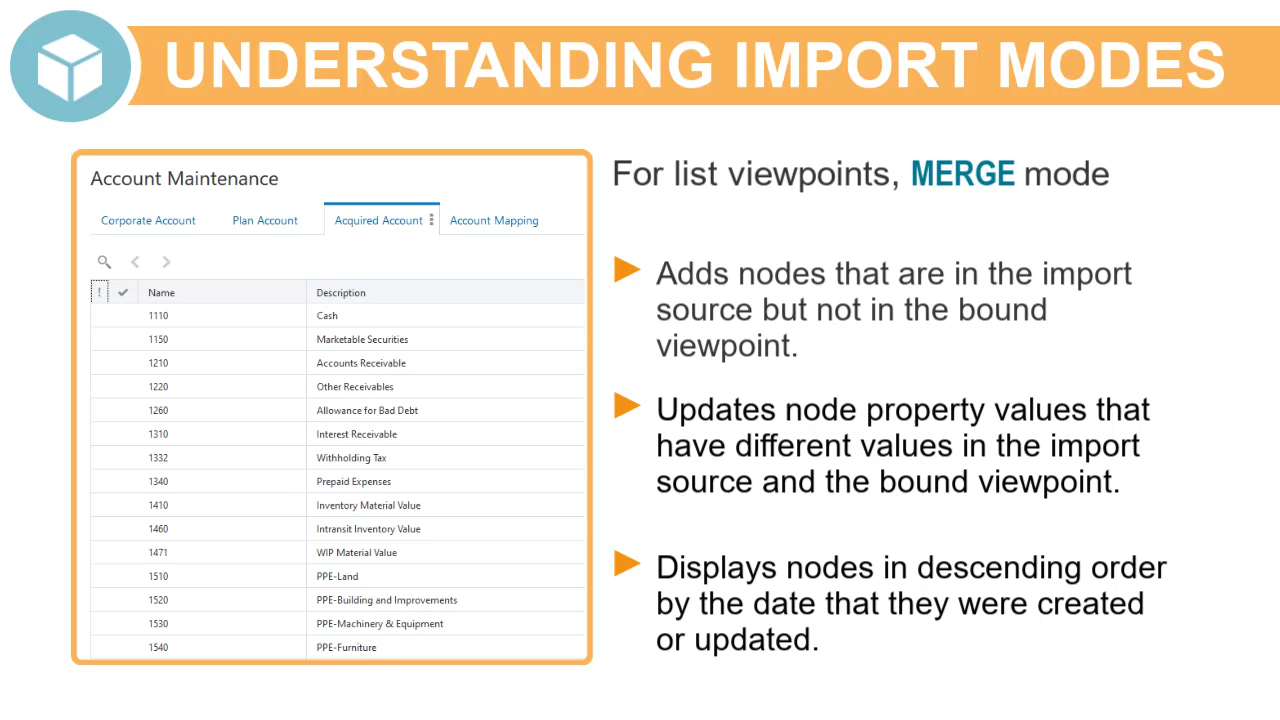 UNDERSTANDING IMPORT MODES
Account Maintenance
Corporate Account Plan Account Acquired Account Account Mapping
! Name Description
1110 Cash
1150 Marketable Securities
1210 Accounts Receivable
1220 Other Receivables
1260 Allowance for Bad Debt
1310 Interest Receivable
1332 Withholding Tax
1340 Prepaid Expenses
1410 Inventory Material Value
1460 Intransit Inventory Value
1471 WIP Material Value
1510 PPE-Land
1520 PPE-Building and Improvements
1530 PPE-Machinery & Equipment
1540 PPE-Furniture
For list viewpoints, MERGE mode
Adds nodes that are in the import
source but not in the bound
viewpoint.
Updates node property values that
have different values in the import
source and the bound viewpoint.
Displays nodes in descending order
by the date that they were created
or updated.